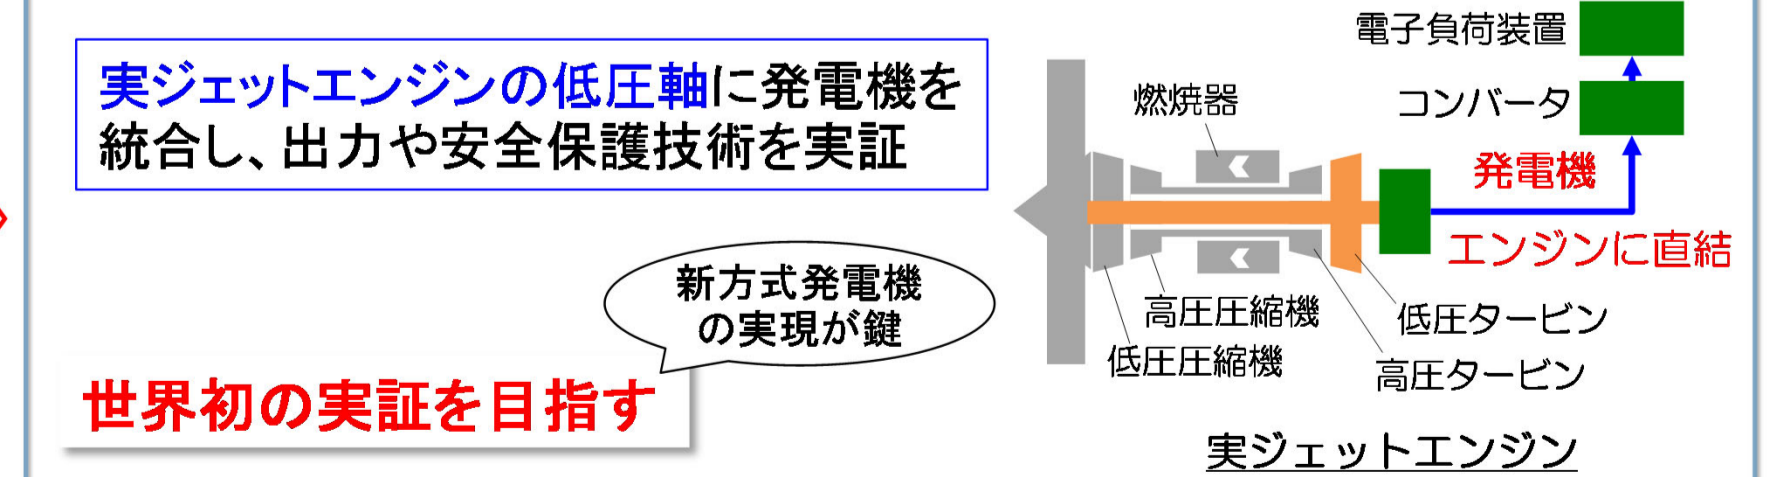 実ジェットエンジンの低圧軸に発電機を
統合し、出力や安全保護技術を実証
新方式発電機
の実現が鍵
世界初の実証を目指す
電子負荷装置
コンバータ
燃焼器
発電機
エンジンに直結
高圧圧縮機
低圧タービン
低圧圧縮機
高圧タービン
実ジェットエンジン